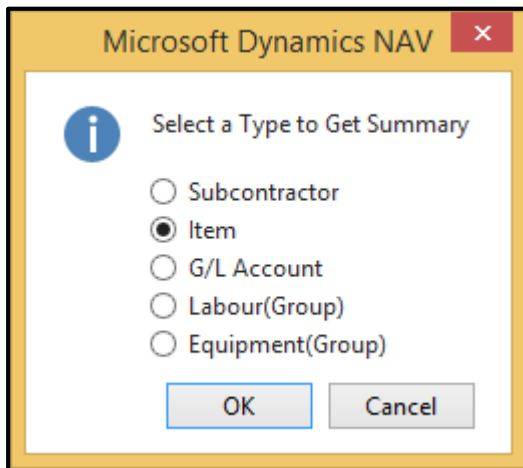 Microsoft Dynamics NAV
Select a Type to Get Summary
Subcontractor
Item
G/L Account
Labour(Group)
Equipment(Group)
OK Cancel